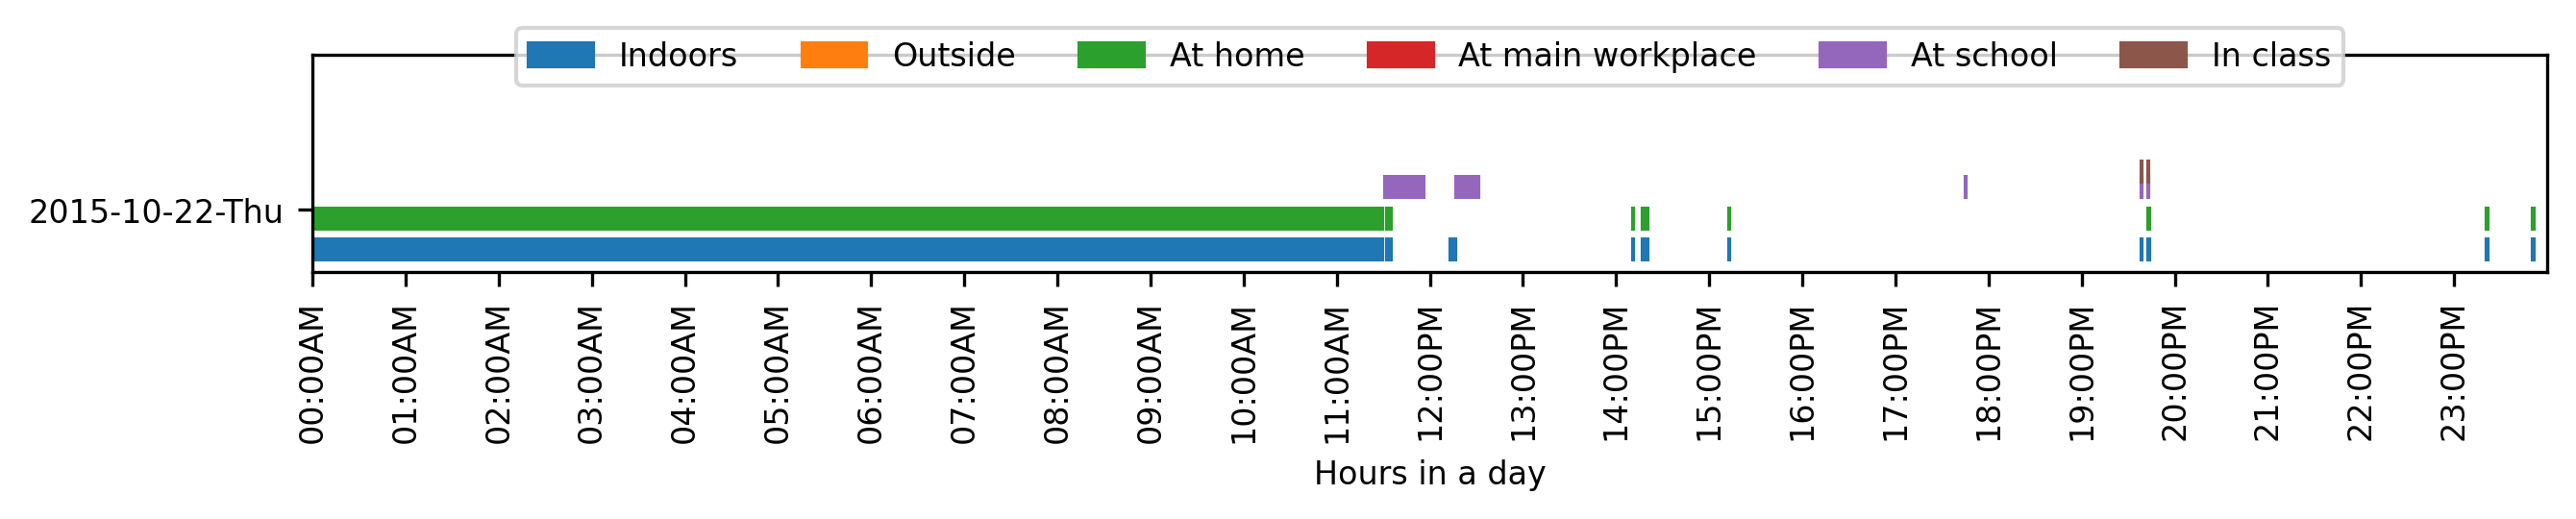 Indoors Outside At home At main workplace At school In class
2015-10-22-Thu
00:00AM 01:00AM 02:00AM 03:00AM 04:00AM 05:00AM 06:00AM 07:00AM 08:00AM 09:00AM 10:00AM 11:00AM 12:00PM 13:00PM 14:00PM 15:00PM 16:00PM 17:00PM 18:00PM 19:00PM 20:00PM 21:00PM 22:00PM 23:00PM
Hours in a day